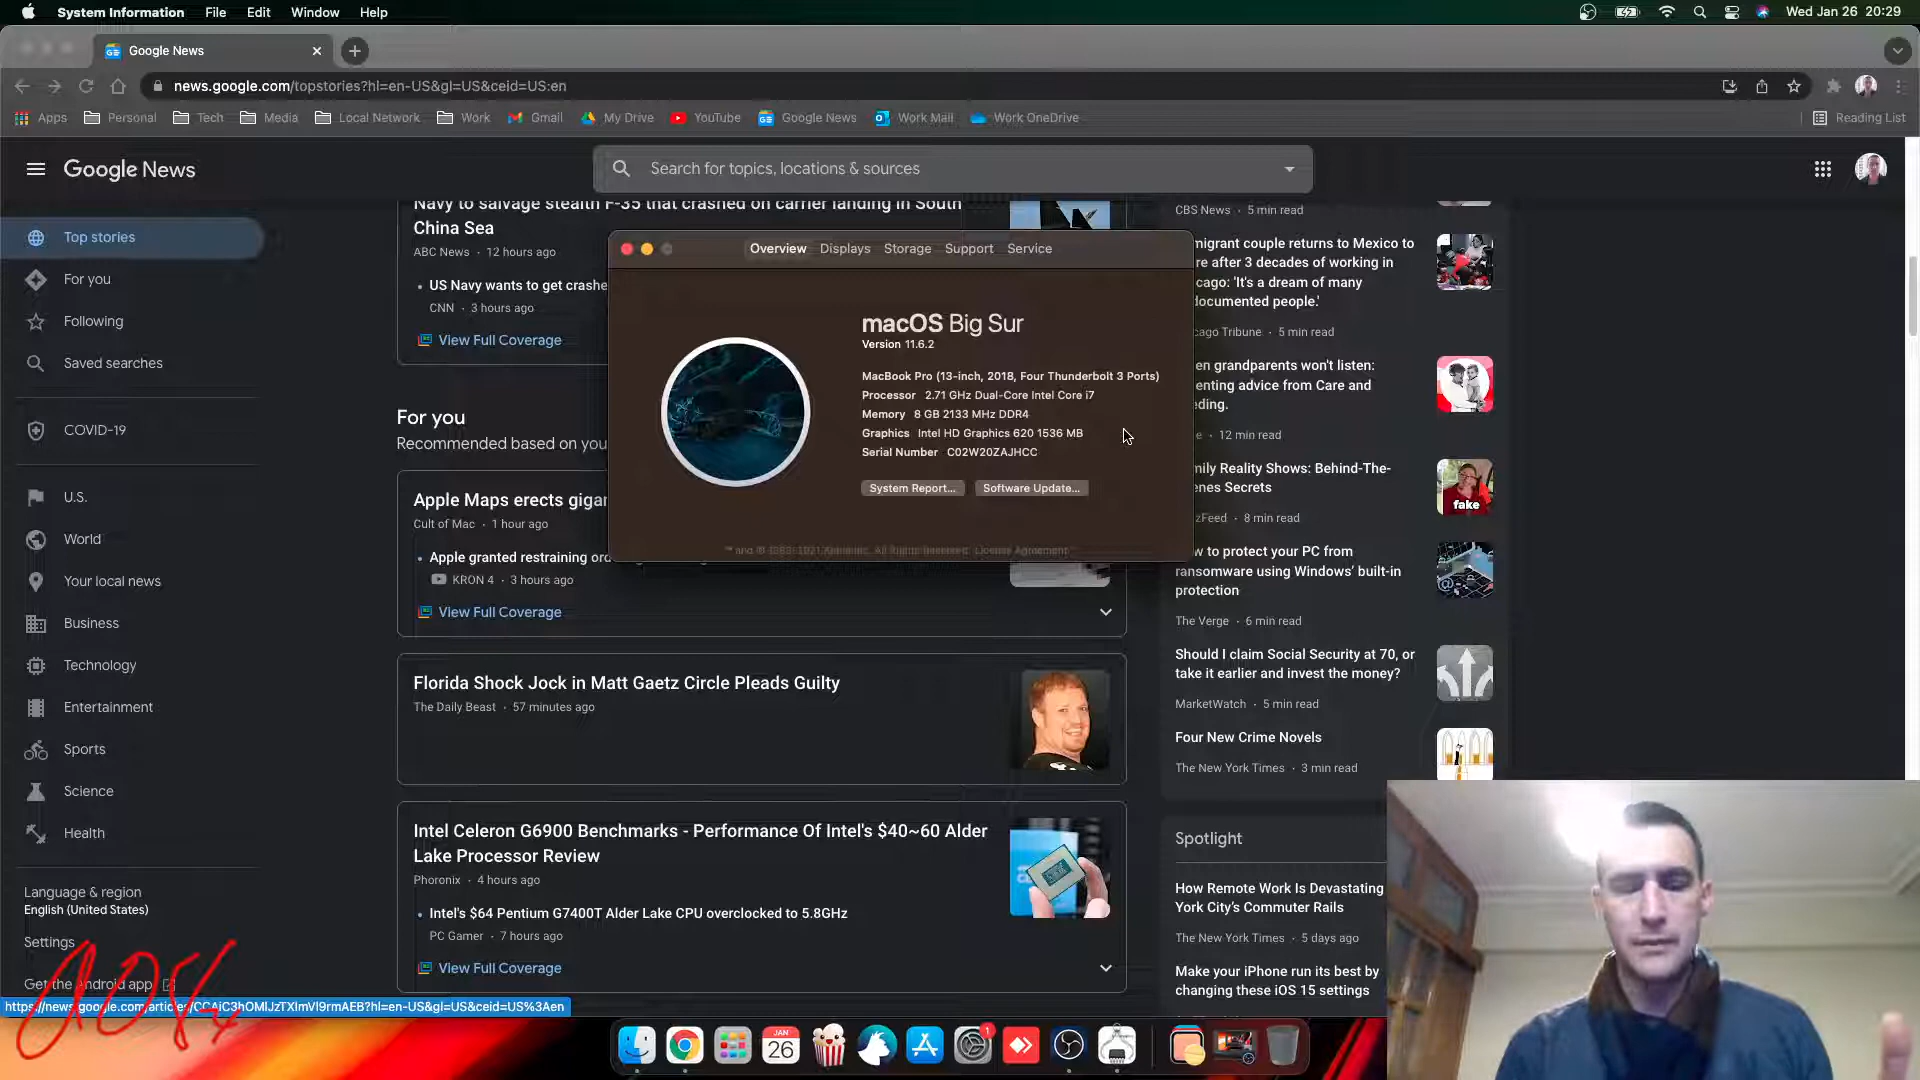 System Information File Edit Window Help
Wed Jan 26 20:29
Google News
news.google.com/topstories?hl=en-US&gl=US&ceid=US:en
Apps Personal Tech Media Local Network Work Gmail My Drive YouTube Google News Work Mail Work OneDrive Reading List
Google News
Search for topics, locations & sources
Top stories
For you
Following
Saved searches
COVID-19
U.S.
World
Your local news
Business
Technology
Entertainment
Sports
Science
Health
Language & region
English (United States)
Settings
Get the Android app
Navy to salvage stealth F-35 that crashed on carrier landing in South
China Sea
ABC News · 12 hours ago
US Navy wants to get crashe
CNN · 3 hours ago
View Full Coverage
For you
Recommended based on you
Apple Maps erects gigan
Cult of Mac · 1 hour ago
Apple granted restraining ord
KRON 4 · 3 hours ago
View Full Coverage
Florida Shock Jock in Matt Gaetz Circle Pleads Guilty
The Daily Beast · 57 minutes ago
Intel Celeron G6900 Benchmarks - Performance Of Intel's $40~60 Alder
Lake Processor Review
Phoronix · 4 hours ago
Intel's $64 Pentium G7400T Alder Lake CPU overclocked to 5.8GHz
PC Gamer · 7 hours ago
View Full Coverage
Overview Displays Storage Support Service
macOS Big Sur
Version 11.6.2
MacBook Pro (13-inch, 2018, Four Thunderbolt 3 Ports)
Processor 2.71 GHz Dual-Core Intel Core i7
Memory 8 GB 2133 MHz DDR4
Graphics Intel HD Graphics 620 1536 MB
Serial Number C02W20ZAJHCC
System Report... Software Update...
All Rights Reserved. License Agreement
CBS News · 5 min read
migrant couple returns to Mexico to
re after 3 decades of working in
cago: 'It's a dream of many
documented people.'
cago Tribune · 5 min read
en grandparents won't listen:
enting advice from Care and
eding.
e · 12 min read
mily Reality Shows: Behind-The-
enes Secrets
zFeed · 8 min read
fake
w to protect your PC from
ransomware using Windows' built-in
protection
The Verge · 6 min read
Should I claim Social Security at 70, or
take it earlier and invest the money?
MarketWatch · 5 min read
Four New Crime Novels
The New York Times · 3 min read
Spotlight
How Remote Work Is Devastating
York City's Commuter Rails
The New York Times · 5 days ago
Make your iPhone run its best by
changing these iOS 15 settings
JAN
26
1